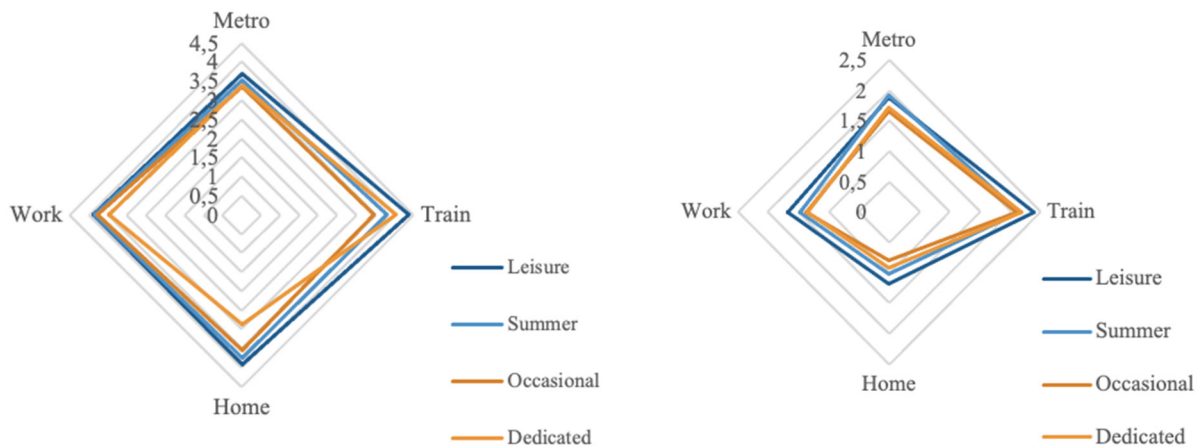 Metro
4,5
4
3,5
3
2,5
2
1,5
1
0,5
0
Work
Train
Home
Leisure
Summer
Occasional
Dedicated
Metro
2,5
2
1,5
1
0,5
0
Work
Train
Home
Leisure
Summer
Occasional
Dedicated